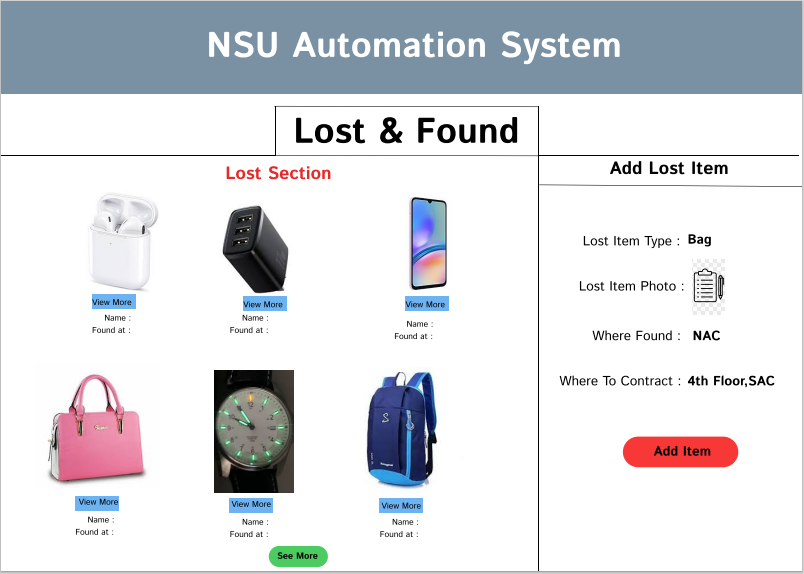 NSU Automation System
Lost & Found
Lost Section
View More
Name :
Found at :
View More
Name :
Found at :
View More
Name :
Found at :
View More
Name :
Found at :
View More
Name :
Found at :
View More
Name :
Found at :
See More
Add Lost Item
Lost Item Type : Bag
Lost Item Photo :
Where Found : NAC
Where To Contract : 4th Floor,SAC
Add Item